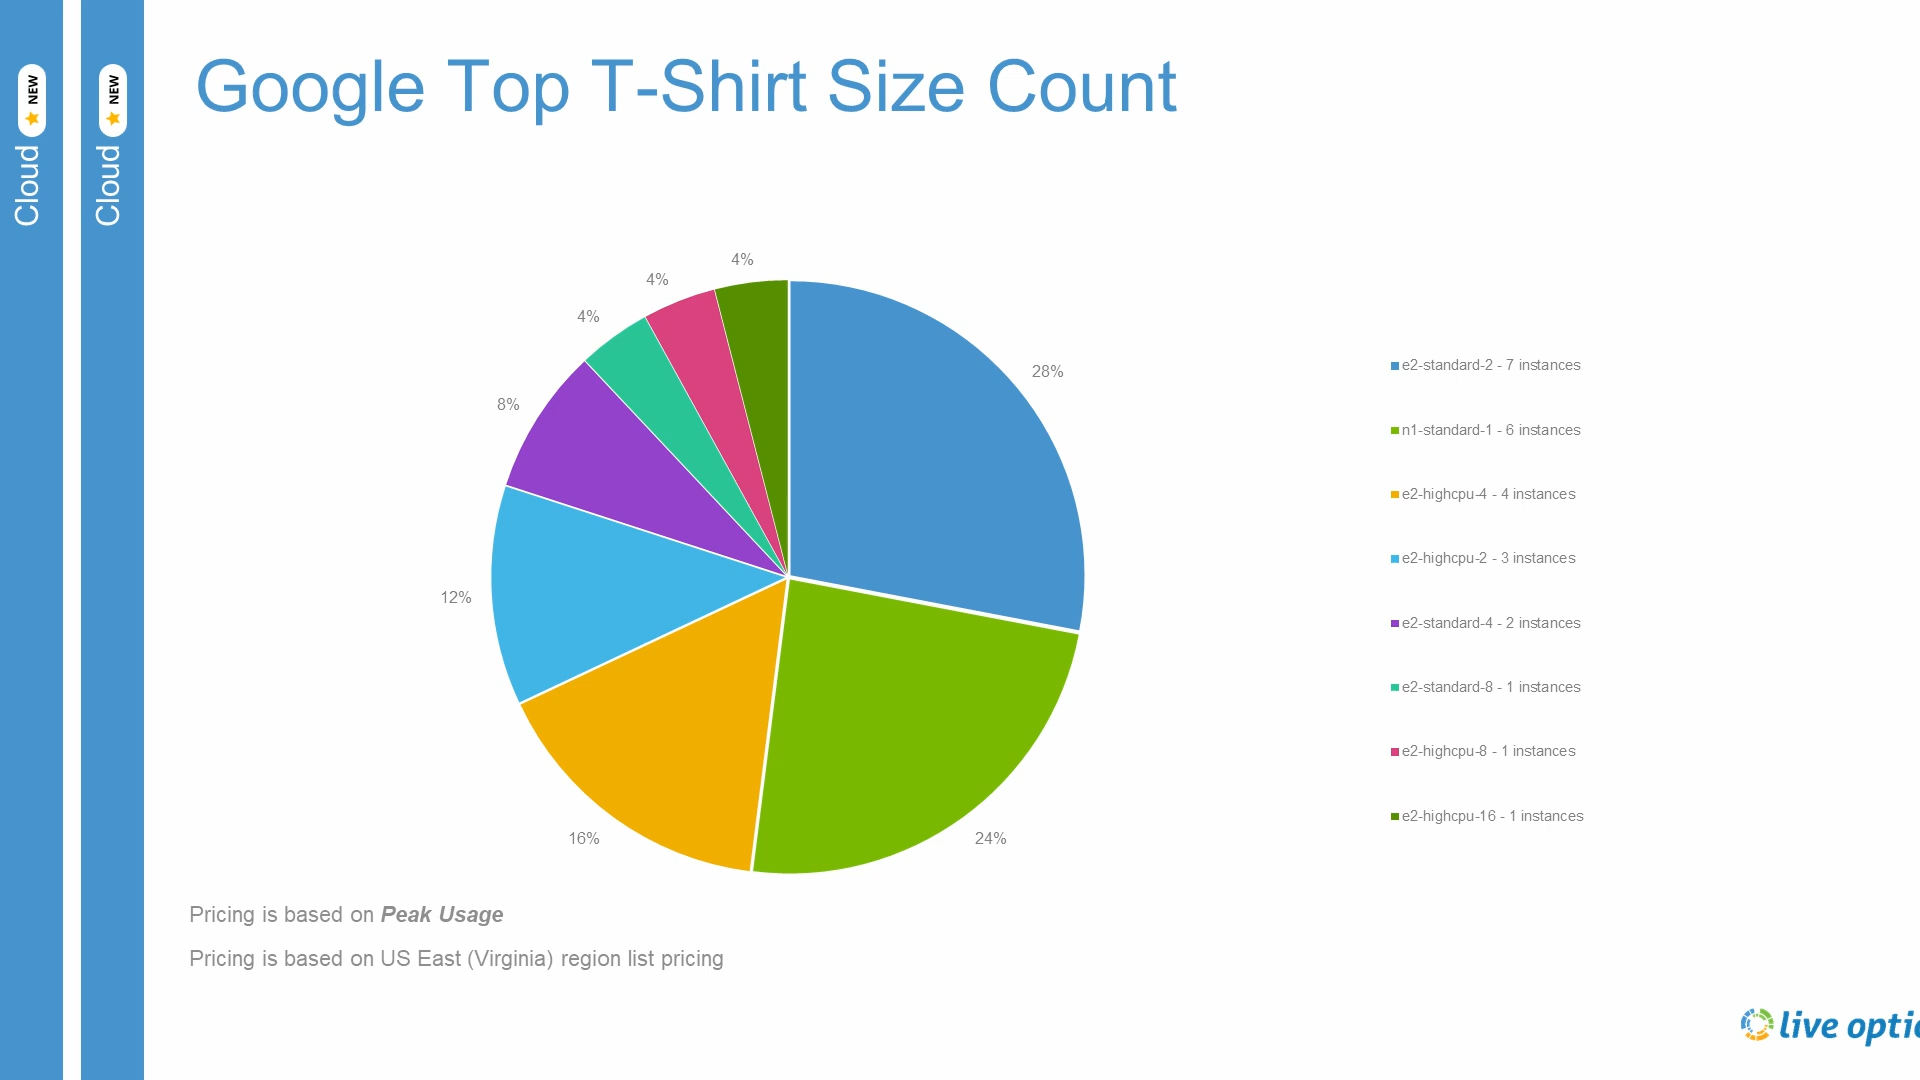 Cloud NEW
Cloud NEW
Google Top T-Shirt Size Count
4%
4%
4%
28%
8%
12%
16%
24%
e2-standard-2 - 7 instances
n1-standard-1 - 6 instances
e2-highcpu-4 - 4 instances
e2-highcpu-2 - 3 instances
e2-standard-4 - 2 instances
e2-standard-8 - 1 instances
e2-highcpu-8 - 1 instances
e2-highcpu-16 - 1 instances
Pricing is based on Peak Usage
Pricing is based on US East (Virginia) region list pricing
live optic